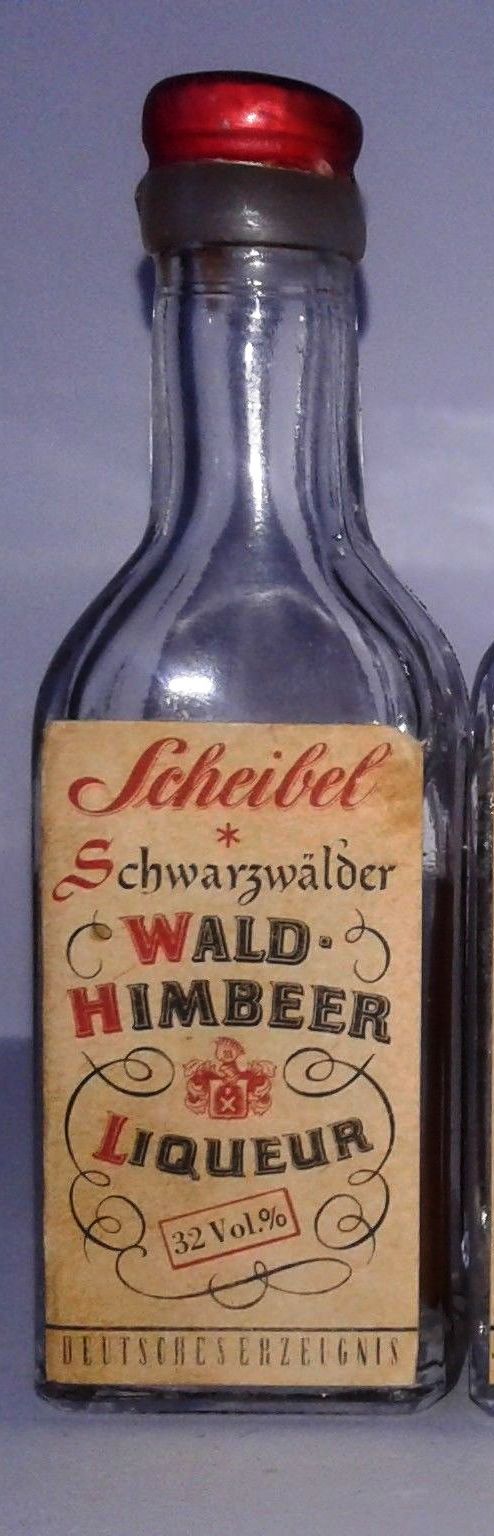 Scheibel
*
Schwarzwälder
WALD-
HIMBEER
LIQUEUR
32 Vol.%
DEUTSCHES ERZEUGNIS